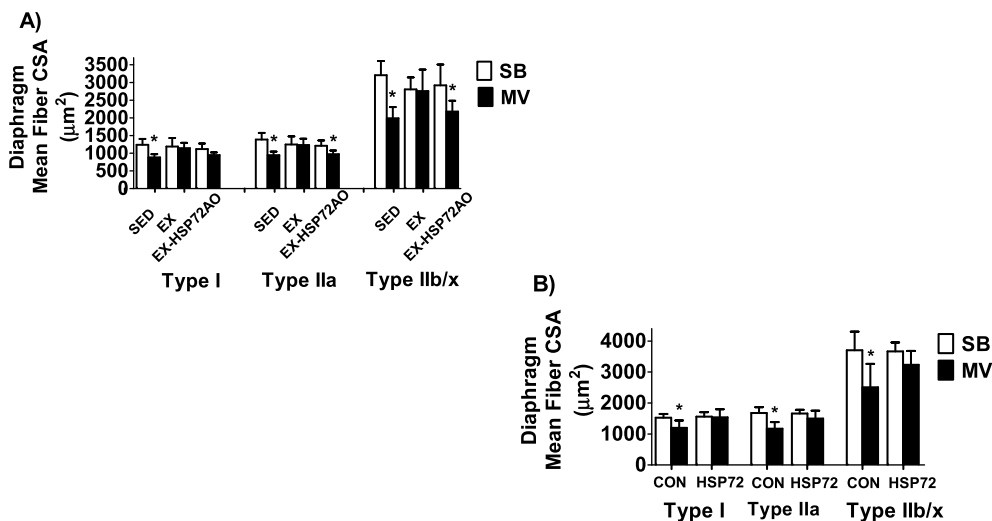 A)
Diaphragm
Mean Fiber CSA
(μm²)
3500
3000
2500
2000
1500
1000
500
0
* * * * *
SB
MV
SED EX EX-HSP72AO SED EX EX-HSP72AO SED EX EX-HSP72AO
Type I Type IIa Type IIb/x
B)
Diaphragm
Mean Fiber CSA
(μm²)
4000
3000
2000
1000
0
* * *
SB
MV
CON HSP72 CON HSP72 CON HSP72
Type I Type IIa Type IIb/x